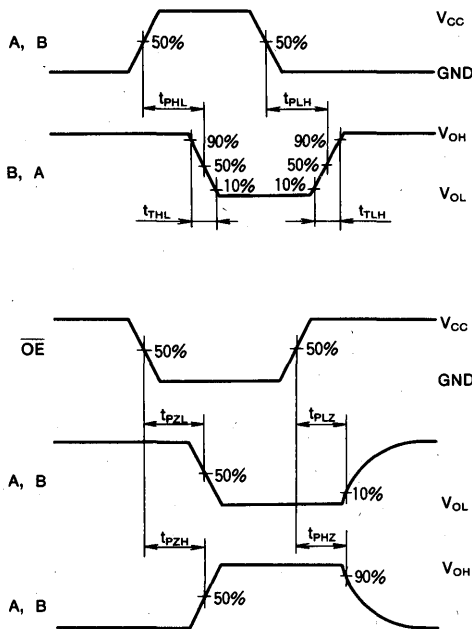 A, B
50%
50%
VCC
GND
tPHL
tPLH
B, A
90%
50%
10%
90%
50%
10%
VOH
VOL
tTHL
tTLH
OE
50%
50%
VCC
GND
tPZL
tPLZ
A, B
50%
10%
VOL
tPZH
tPHZ
A, B
50%
90%
VOH